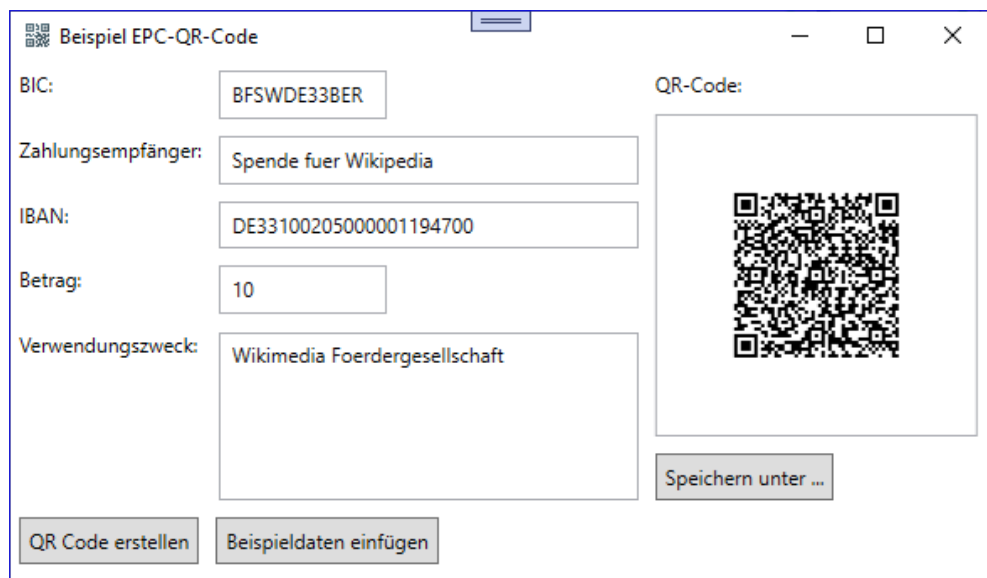 Beispiel EPC-QR-Code
BIC:
BFSWDE33BER
QR-Code:
Zahlungsempfänger:
Spende fuer Wikipedia
IBAN:
DE33100205000001194700
Betrag:
10
Verwendungszweck:
Wikimedia Foerdergesellschaft
Speichern unter ...
QR Code erstellen
Beispieldaten einfügen